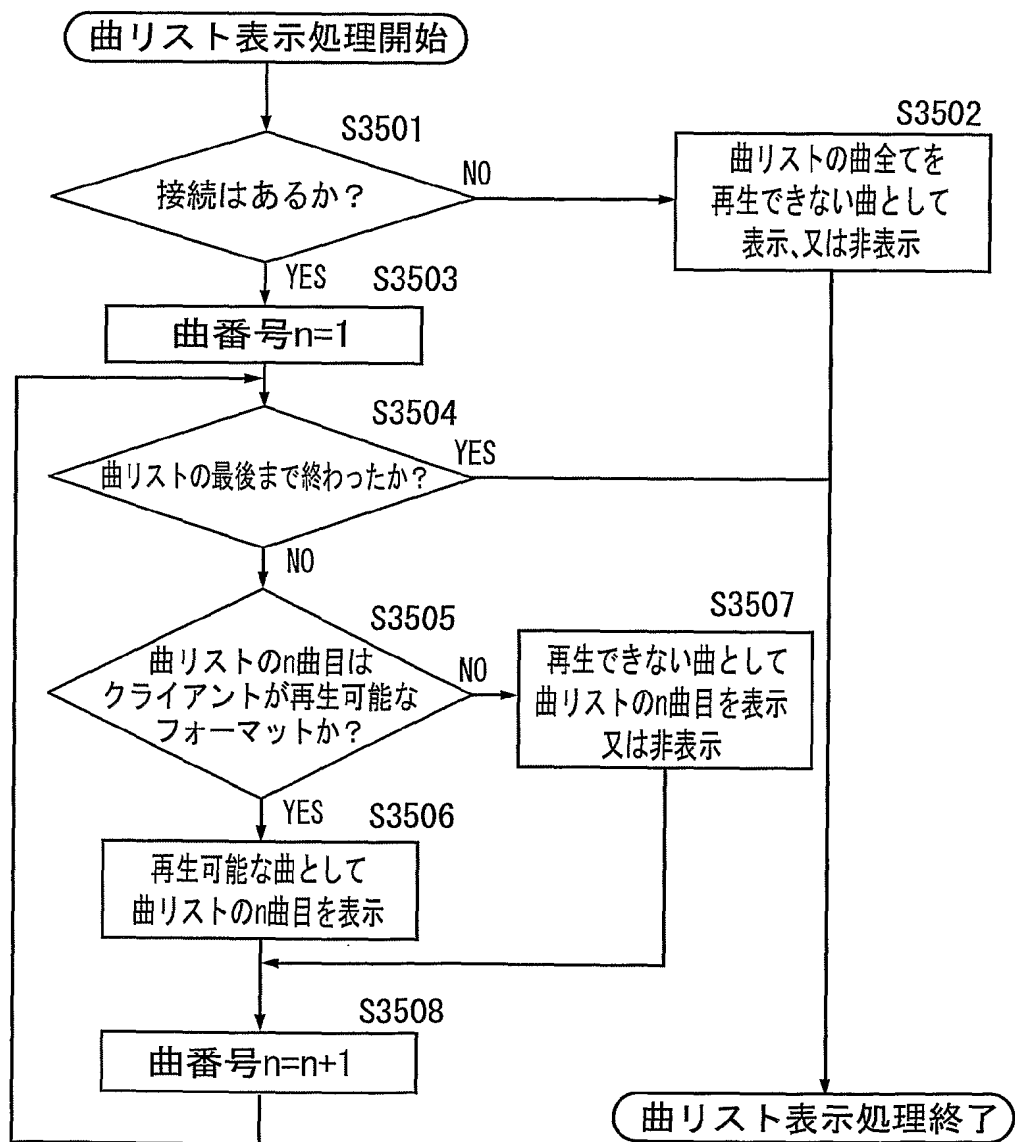 曲リスト表示処理開始
S3501
接続はあるか？
NO
S3502
曲リストの曲全てを
再生できない曲として
表示、又は非表示
YES
S3503
曲番号n=1
S3504
曲リストの最後まで終わったか？
YES
NO
S3505
曲リストのn曲目は
クライアントが再生可能な
フォーマットか？
NO
S3507
再生できない曲として
曲リストのn曲目を表示
又は非表示
YES
S3506
再生可能な曲として
曲リストのn曲目を表示
S3508
曲番号n=n+1
曲リスト表示処理終了